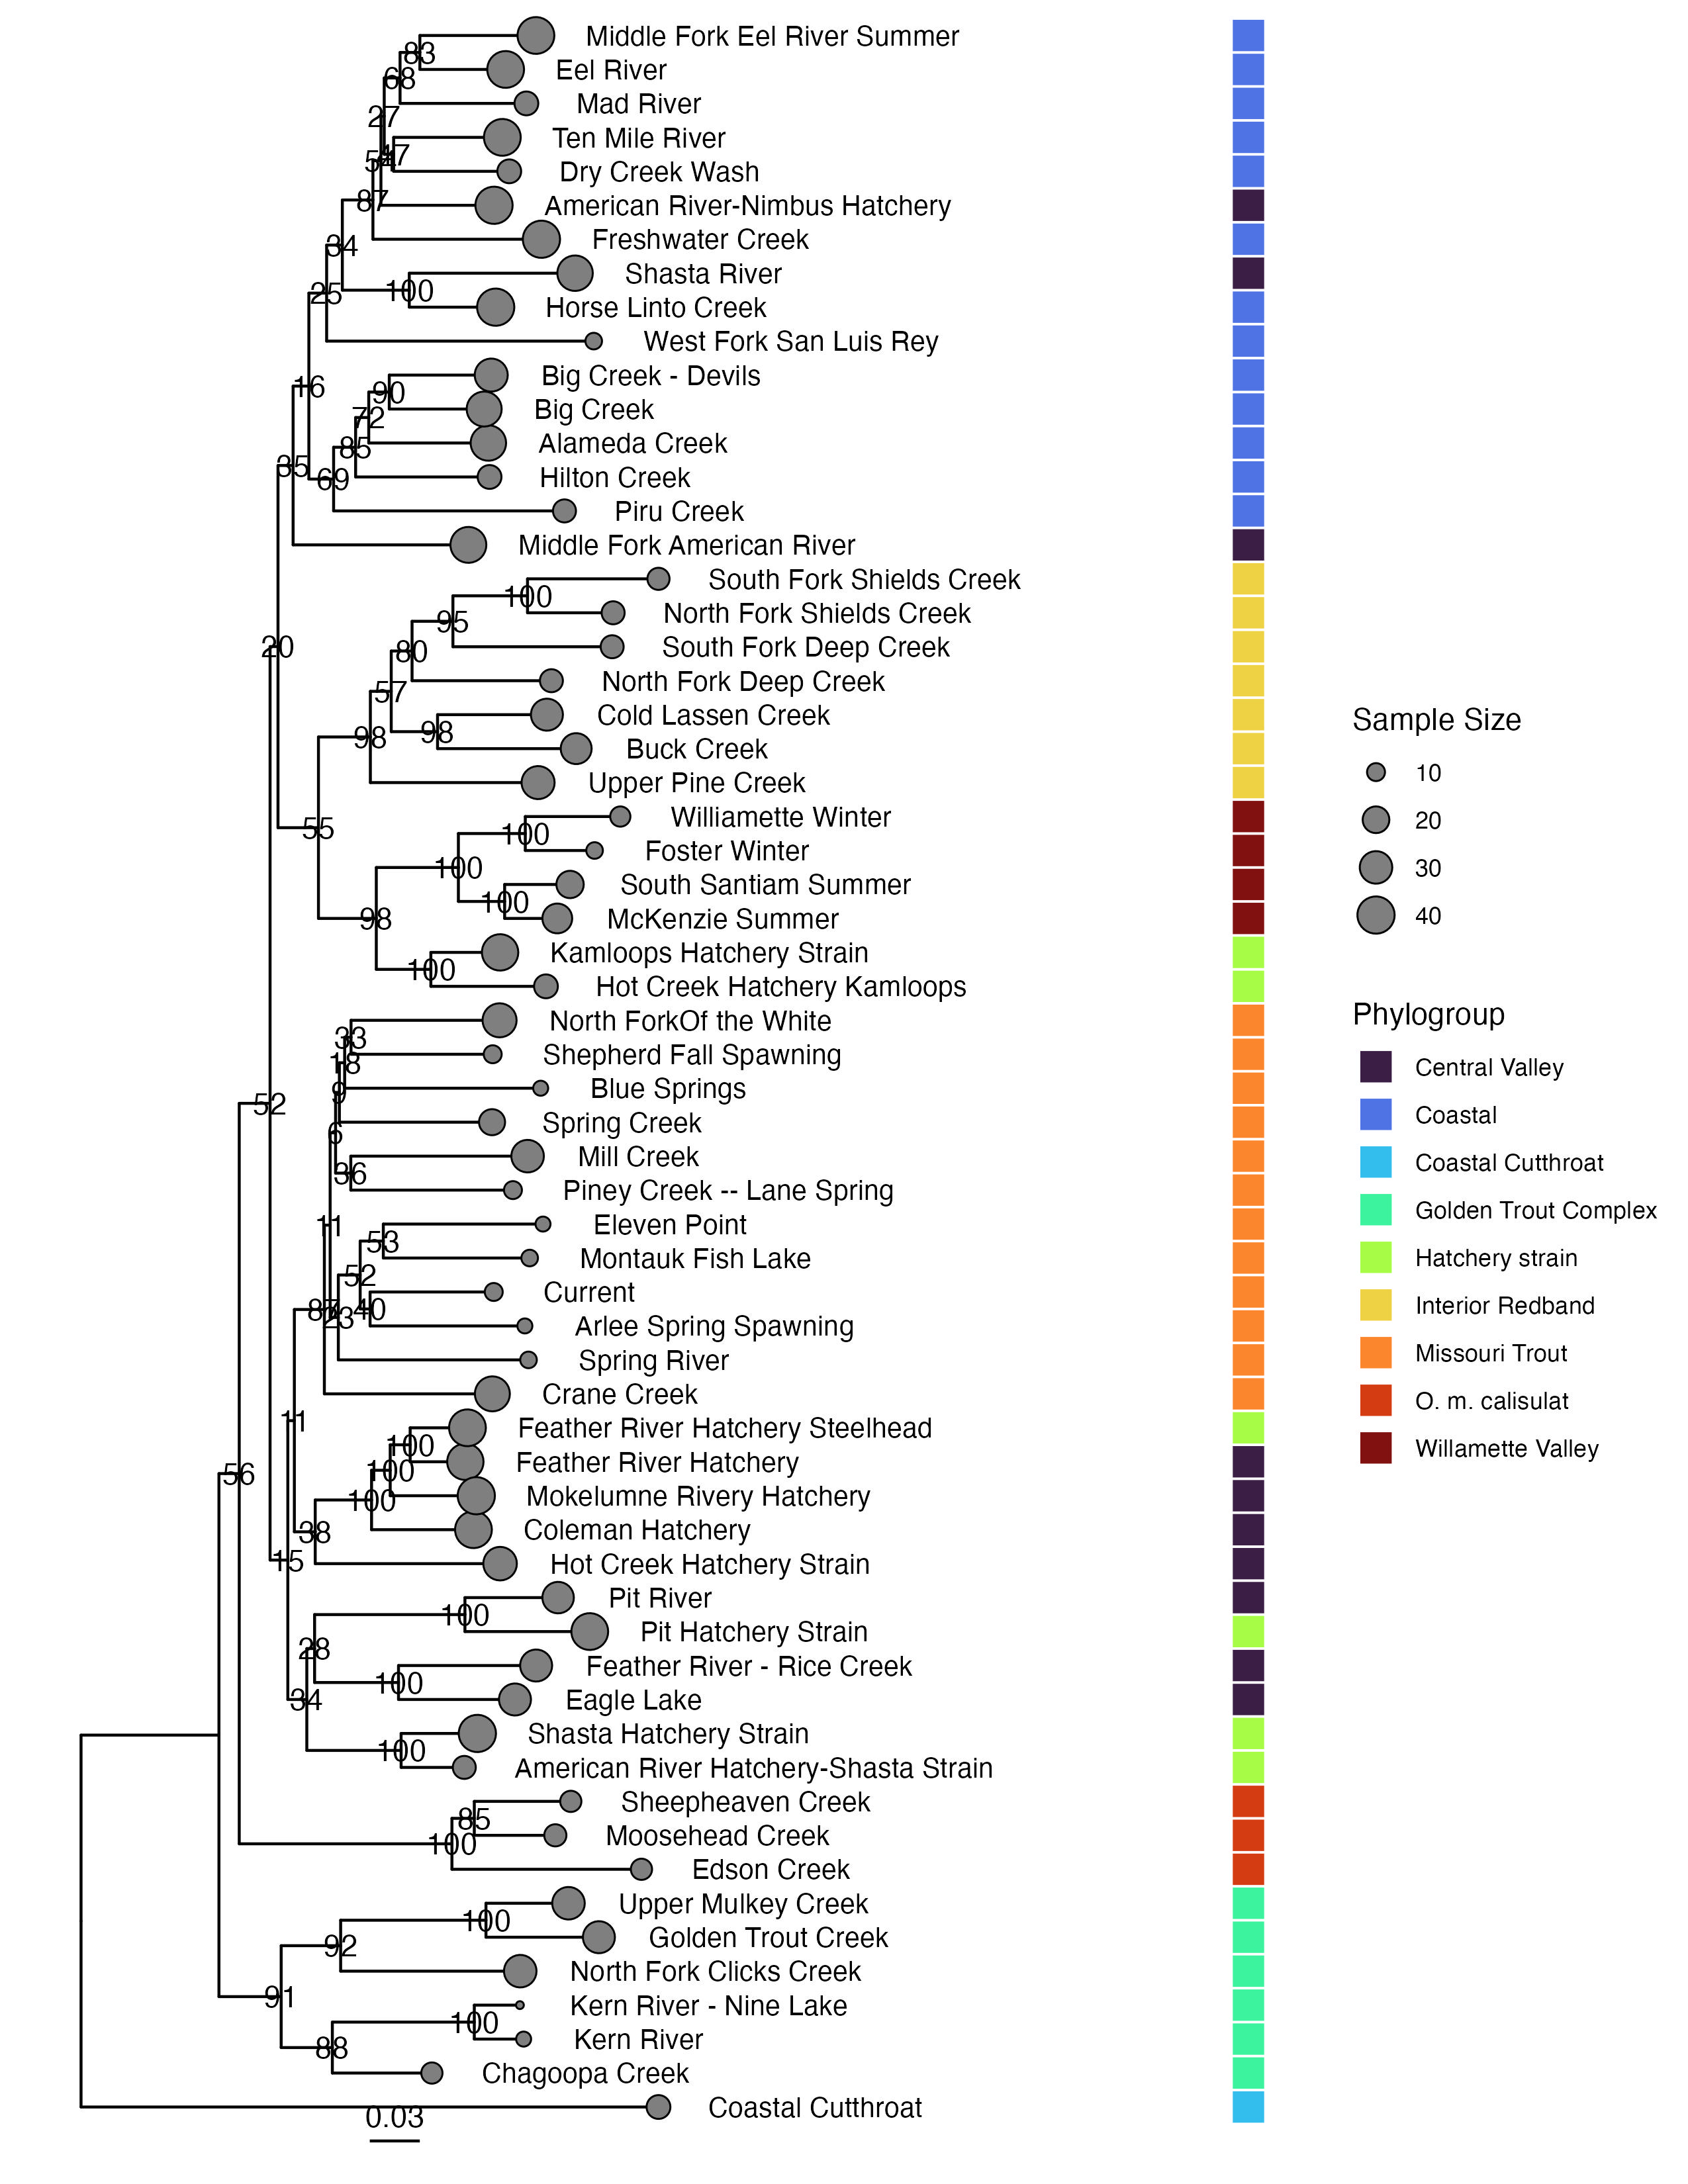 Middle Fork Eel River Summer
83
Eel River
68
Mad River
27
Ten Mile River
47
54
Dry Creek Wash
87
American River-Nimbus Hatchery
Freshwater Creek
34
Shasta River
100
25
Horse Linto Creek
West Fork San Luis Rey
Big Creek - Devils
16
90
Big Creek
72
Alameda Creek
85
35
Hilton Creek
69
Piru Creek
Middle Fork American River
South Fork Shields Creek
100
North Fork Shields Creek
95
20
80
South Fork Deep Creek
North Fork Deep Creek
57
Cold Lassen Creek
98
98
Buck Creek
Upper Pine Creek
Williamette Winter
55
100
Foster Winter
100
South Santiam Summer
100
98
McKenzie Summer
Kamloops Hatchery Strain
100
Hot Creek Hatchery Kamloops
North ForkOf the White
33
Shepherd Fall Spawning
18
Blue Springs
9
52
Spring Creek
6
Mill Creek
36
Piney Creek -- Lane Spring
11
Eleven Point
53
Montauk Fish Lake
52
Current
87
23
40
Arlee Spring Spawning
Spring River
Crane Creek
11
Feather River Hatchery Steelhead
100
Feather River Hatchery
56
100
Mokelumne Rivery Hatchery
100
Coleman Hatchery
38
15
Hot Creek Hatchery Strain
Pit River
100
Pit Hatchery Strain
28
Feather River - Rice Creek
100
34
Eagle Lake
Shasta Hatchery Strain
100
American River Hatchery-Shasta Strain
Sheepheaven Creek
85
Moosehead Creek
100
Edson Creek
Upper Mulkey Creek
100
Golden Trout Creek
92
North Fork Clicks Creek
91
Kern River - Nine Lake
100
Kern River
88
Chagoopa Creek
Coastal Cutthroat
0.03
Sample Size
10
20
30
40
Phylogroup
Central Valley
Coastal
Coastal Cutthroat
Golden Trout Complex
Hatchery strain
Interior Redband
Missouri Trout
O. m. calisulat
Willamette Valley